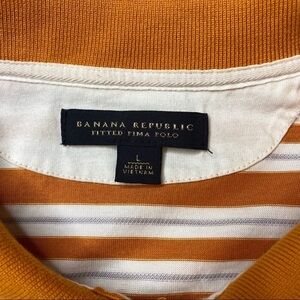 BANANA REPUBLIC
FITTED PIMA POLO
L
MADE IN
VIETNAM